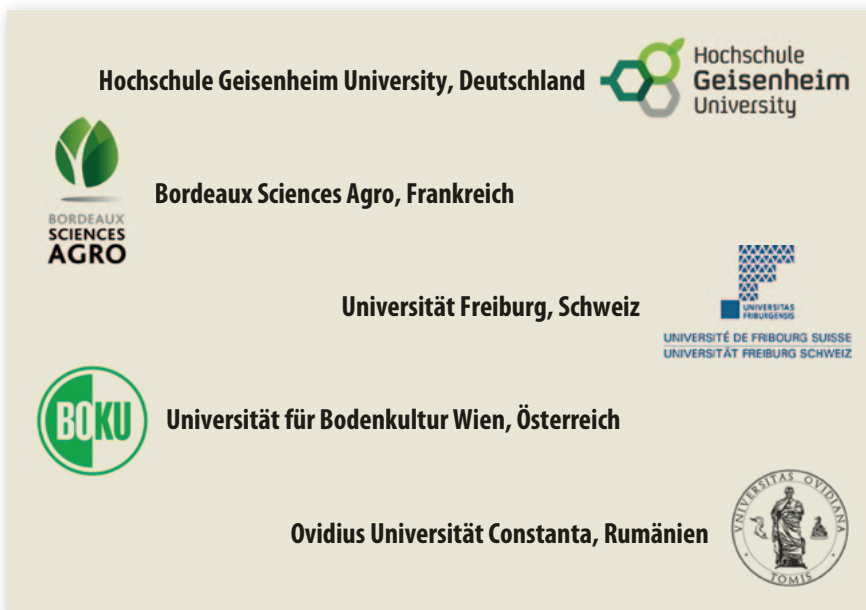 Hochschule Geisenheim University, Deutschland
Hochschule
Geisenheim
University
BORDEAUX
SCIENCES
AGRO
Bordeaux Sciences Agro, Frankreich
Universität Freiburg, Schweiz
UNIVERSITAS
FRIBURGENSIS
UNIVERSITÉ DE FRIBOURG SUISSE
UNIVERSITÄT FREIBURG SCHWEIZ
BOKU
Universität für Bodenkultur Wien, Österreich
Ovidius Universität Constanta, Rumänien
VNIVERSITAS OVIDIANA
TOMIS